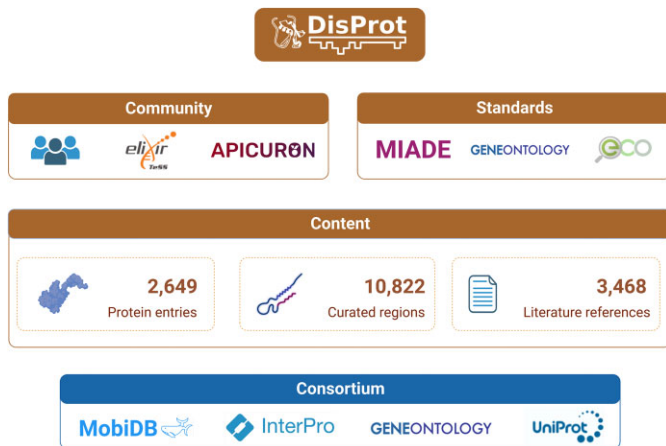 DisProt
Community
Standards
elixir
TeSS
APICURON
MIADE
GENEONTOLOGY
eco
Content
2,649
Protein entries
10,822
Curated regions
3,468
Literature references
Consortium
MobiDB
InterPro
GENEONTOLOGY
UniProt